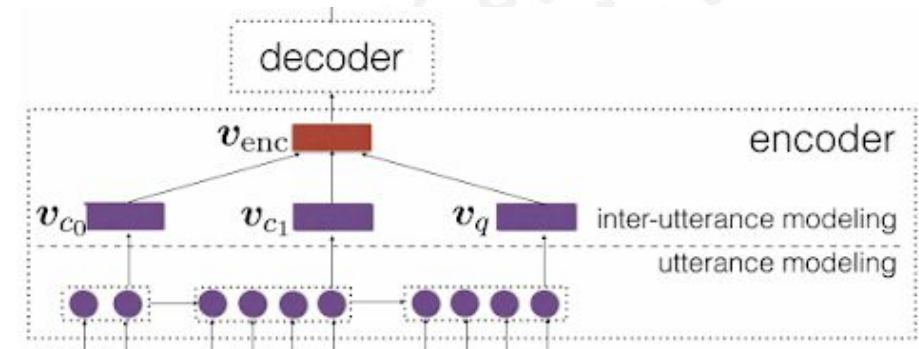 decoder
v_enc
encoder
v_c0
v_c1
v_q
inter-utterance modeling
utterance modeling